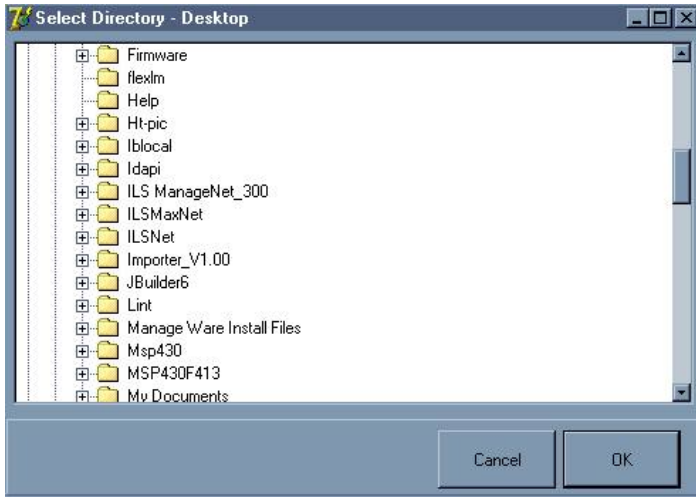 Select Directory - Desktop
Firmware
flexlm
Help
Ht-pic
Iblocal
Idapi
ILS ManageNet_300
ILSMaxNet
ILSNet
Importer_V1.00
JBuilder6
Lint
Manage Ware Install Files
Msp430
MSP430F413
My Documents
Cancel
OK